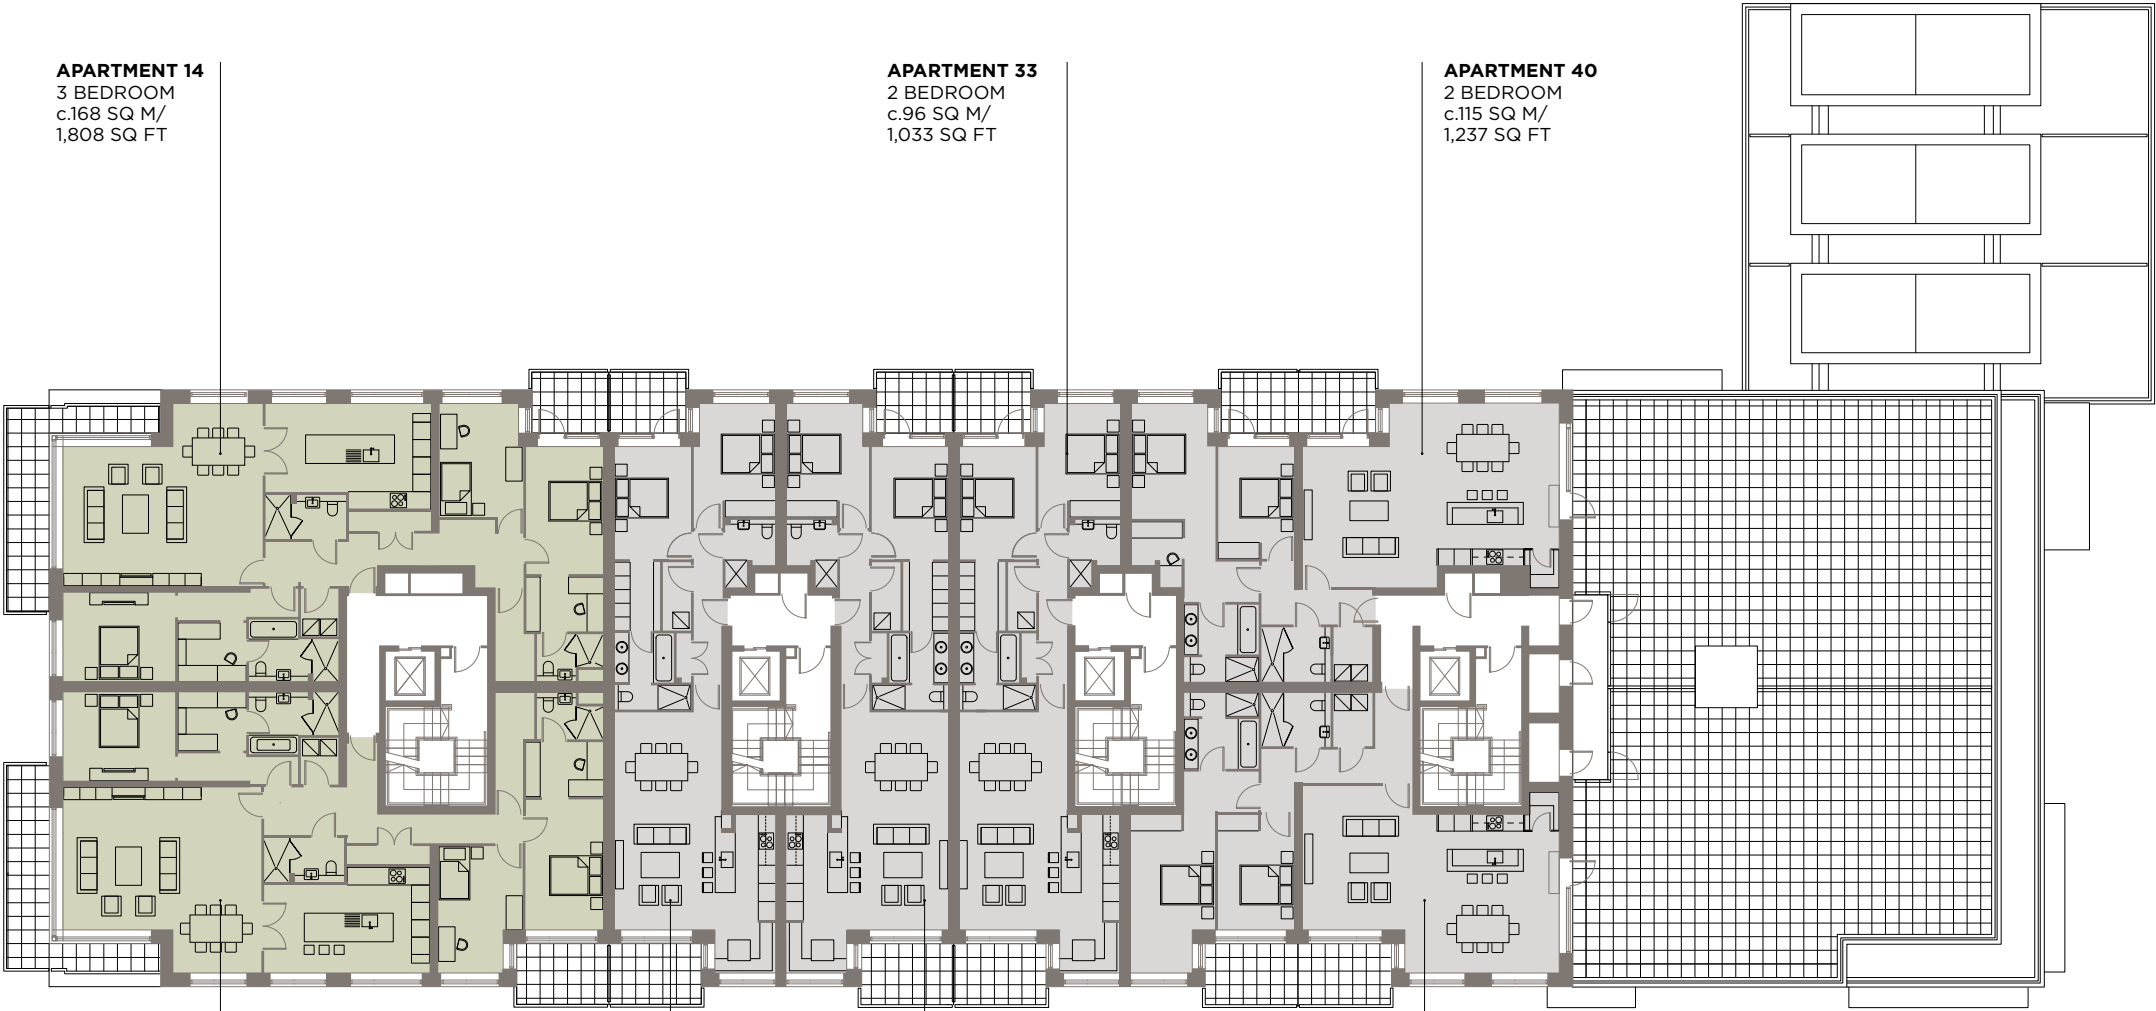 APARTMENT 14
3 BEDROOM
c.168 SQ M/
1,808 SQ FT
APARTMENT 33
2 BEDROOM
c.96 SQ M/
1,033 SQ FT
APARTMENT 40
2 BEDROOM
c.115 SQ M/
1,237 SQ FT